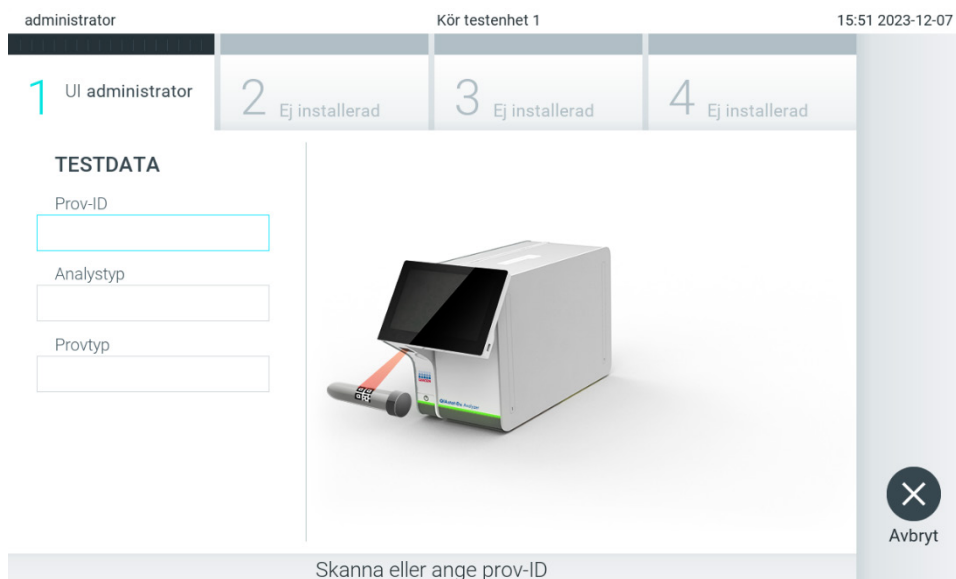 administrator
Kör testenhet 1
15:51 2023-12-07
1 UI administrator
2 Ej installerad
3 Ej installerad
4 Ej installerad
TESTDATA
Prov-ID
Analystyp
Provtyp
Avbryt
Skanna eller ange prov-ID